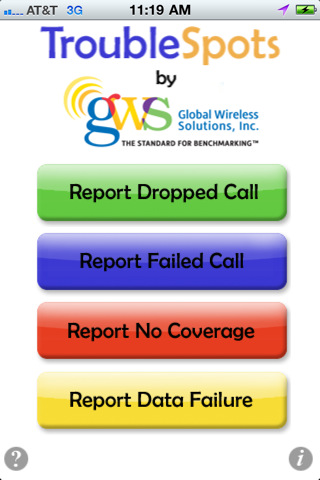 AT&T 3G 11:19 AM
TroubleSpots
by
gws
Global Wireless
Solutions, Inc.
THE STANDARD FOR BENCHMARKING™
Report Dropped Call
Report Failed Call
Report No Coverage
Report Data Failure
? i